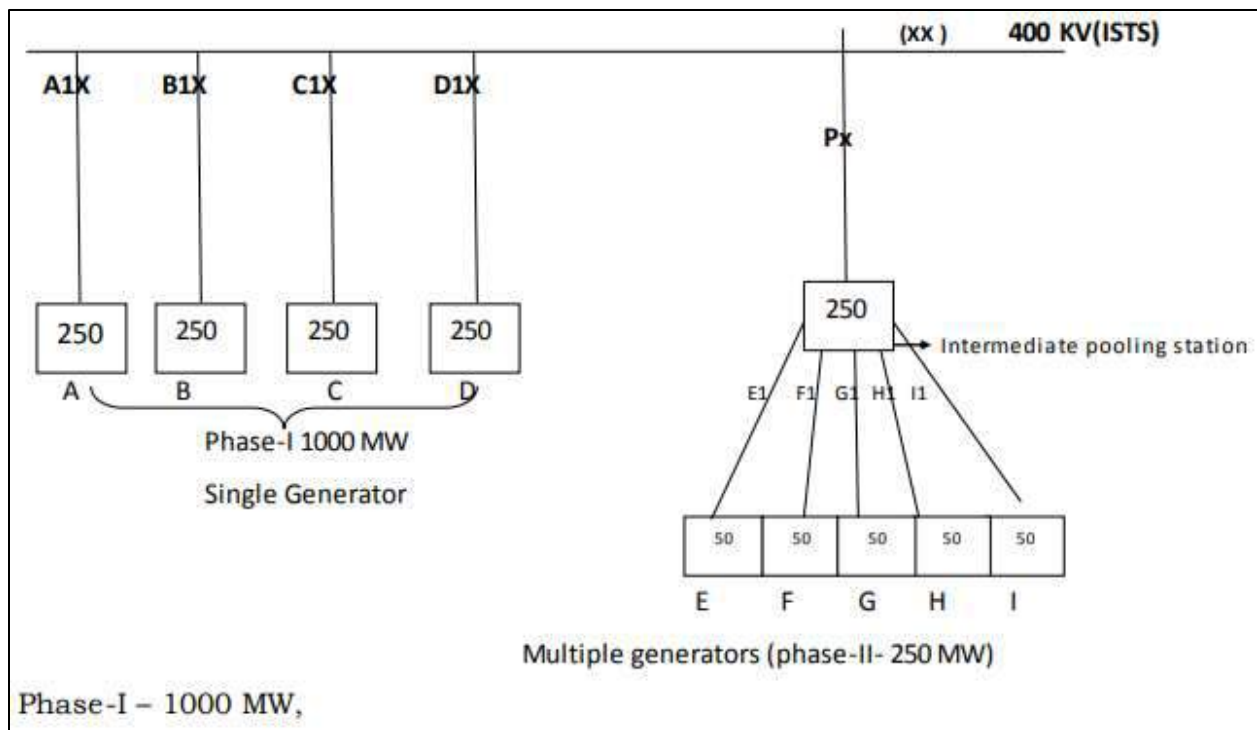 (XX ) 400 KV(ISTS)
A1X B1X C1X D1X
Px
250 250 250 250 250
Intermediate pooling station
A B C D
E1 F1 G1 H1 I1
Phase-I 1000 MW
Single Generator
50 50 50 50 50
E F G H I
Multiple generators (phase-II- 250 MW)
Phase-I – 1000 MW,